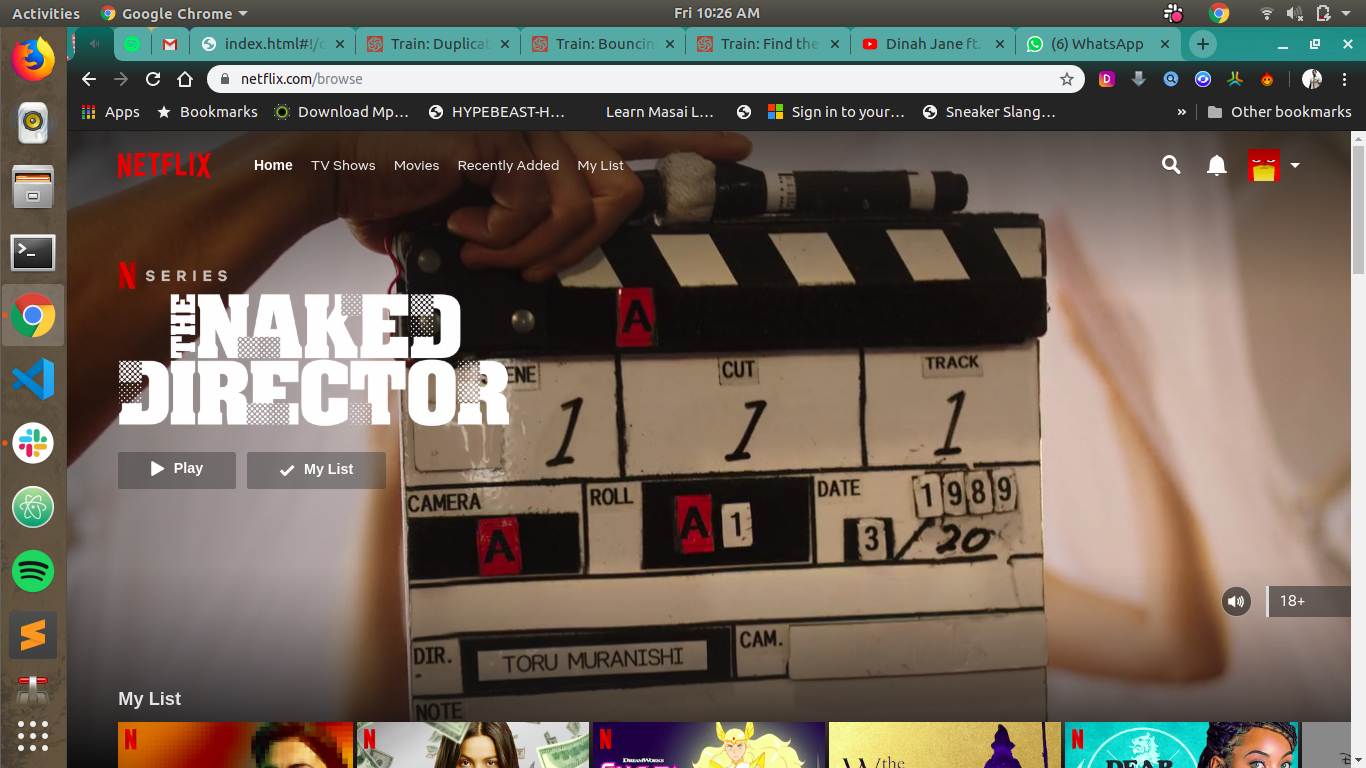 Activities
Google Chrome
Fri 10:26 AM
index.html#!/c
Train: Duplicat
Train: Bouncin
Train: Find the
Dinah Jane ft.
(6) WhatsApp
netflix.com/browse
Apps
Bookmarks
Download Mp...
HYPEBEAST-H...
Learn Masai L...
Sign in to your...
Sneaker Slang...
»
Other bookmarks
NETFLIX
Home
TV Shows
Movies
Recently Added
My List
N SERIES
THE NAKED
DIRECTOR
Play
My List
A
CUT
TRACK
1
1
1
CAMERA
ROLL
DATE
1989
A
A 1
3/20
DIR.
TORU MURANISHI
CAM.
NOTE
18+
My List
N
N
N
DREAMWORKS
the
N
DEAR